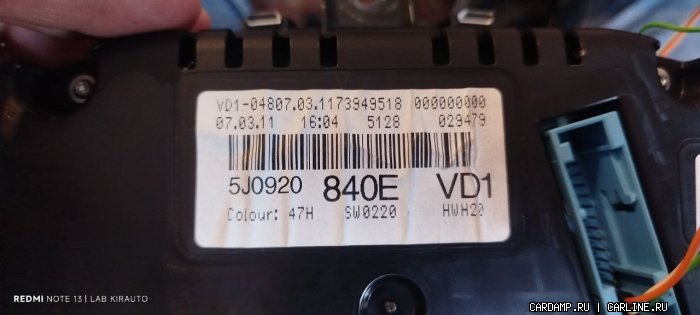 VD1-04807.03.1173949518 000000000
07.03.11 16:04 5128 029479
5J0920 840E VD1
Colour: 47H SW0220 HWH20
REDMI NOTE 13 | LAB KIRAUTO
CARDAMP.RU | CARLINE.RU